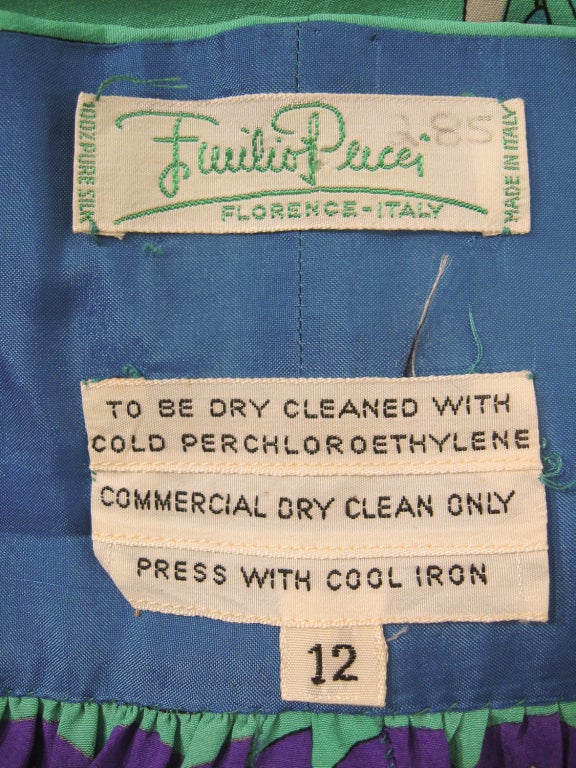 100% PURE SILK
Emilio Pucci
285
MADE IN ITALY
FLORENCE-ITALY
TO BE DRY CLEANED WITH
COLD PERCHLOROETHYLENE
COMMERCIAL DRY CLEAN ONLY
PRESS WITH COOL IRON
12